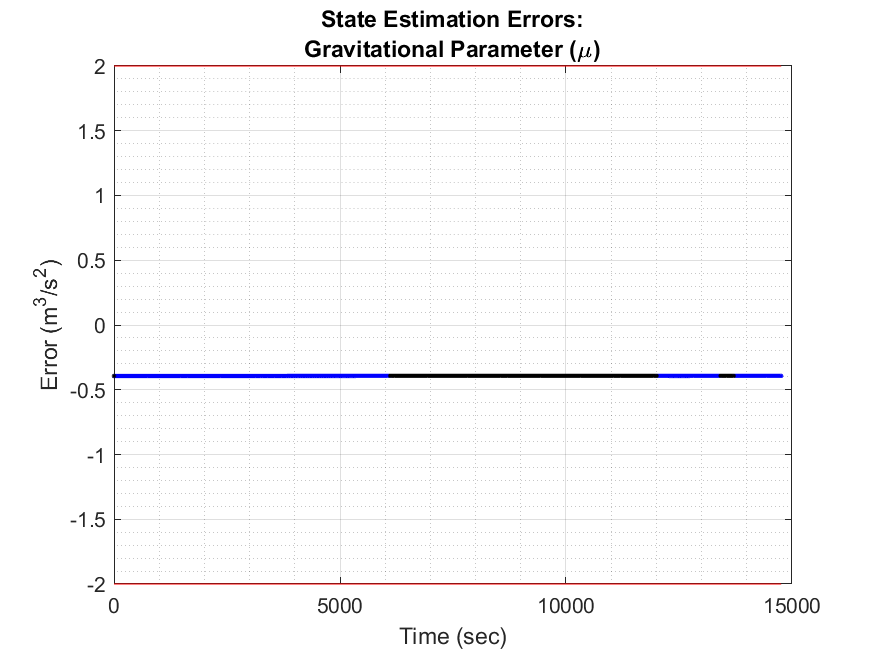 State Estimation Errors:
Gravitational Parameter (μ)
Error (m³/s²)
2
1.5
1
0.5
0
-0.5
-1
-1.5
-2
0 5000 10000 15000
Time (sec)